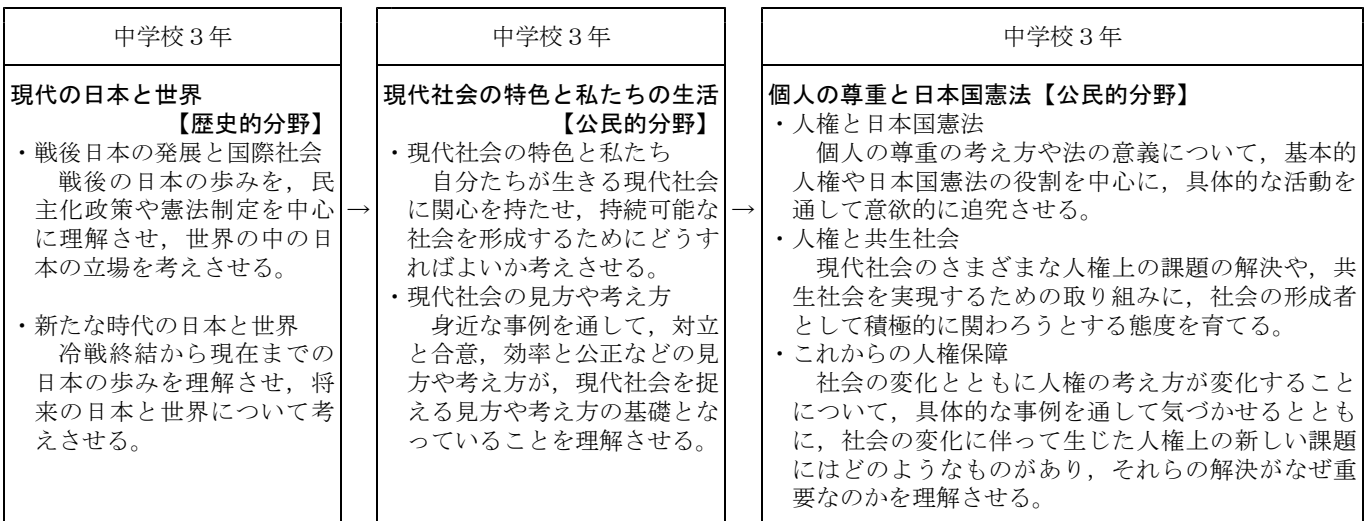 中学校３年
現代の日本と世界
【歴史的分野】
・戦後日本の発展と国際社会
戦後の日本の歩みを，民
主化政策や憲法制定を中心
に理解させ，世界の中の日
本の立場を考えさせる。
・新たな時代の日本と世界
冷戦終結から現在までの
日本の歩みを理解させ，将
来の日本と世界について考
えさせる。
→
中学校３年
現代社会の特色と私たちの生活
【公民的分野】
・現代社会の特色と私たち
自分たちが生きる現代社会
に関心を持たせ，持続可能な
社会を形成するためにどうす
ればよいか考えさせる。
・現代社会の見方や考え方
身近な事例を通して，対立
と合意，効率と公正などの見
方や考え方が，現代社会を捉
える見方や考え方の基礎とな
っていることを理解させる。
→
中学校３年
個人の尊重と日本国憲法【公民的分野】
・人権と日本国憲法
個人の尊重の考え方や法の意義について，基本的
人権や日本国憲法の役割を中心に，具体的な活動を
通して意欲的に追究させる。
・人権と共生社会
現代社会のさまざまな人権上の課題の解決や，共
生社会を実現するための取り組みに，社会の形成者
として積極的に関わろうとする態度を育てる。
・これからの人権保障
社会の変化とともに人権の考え方が変化すること
について，具体的な事例を通して気づかせるととも
に，社会の変化に伴って生じた人権上の新しい課題
にはどのようなものがあり，それらの解決がなぜ重
要なのかを理解させる。